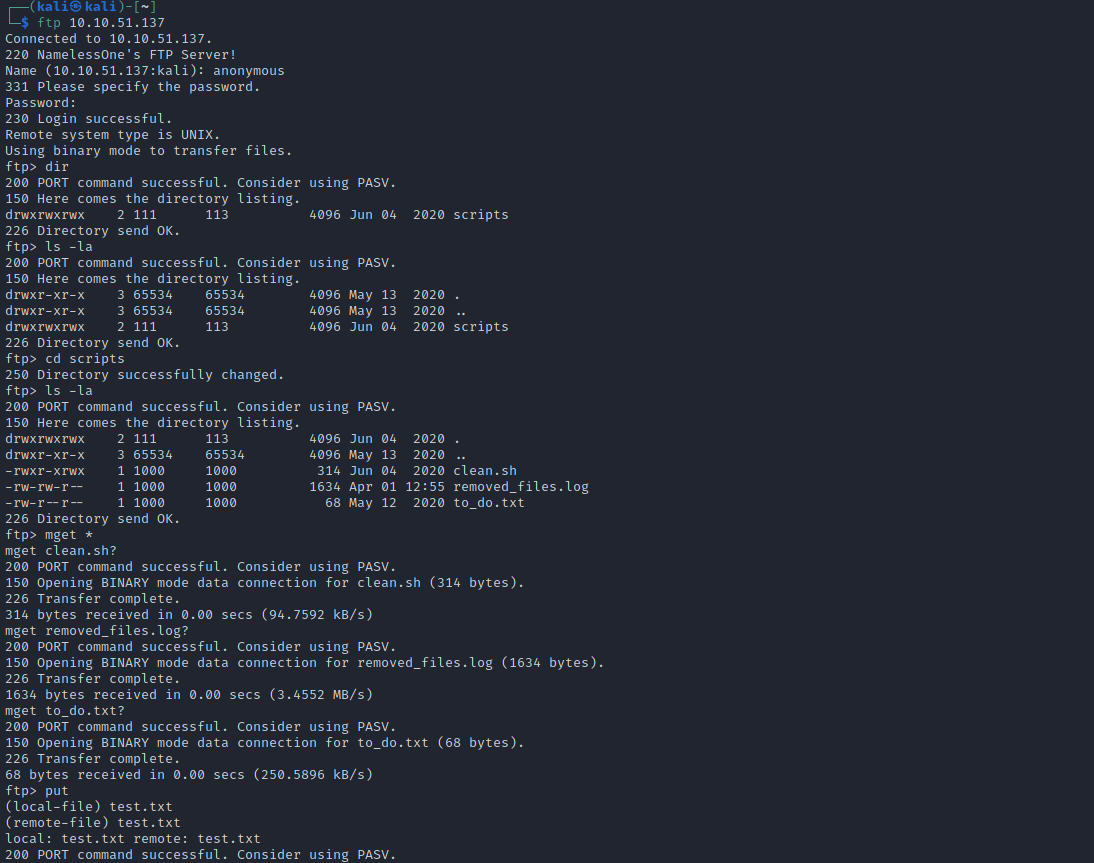 ┌──(kali㉿kali)-[~]
└─$ ftp 10.10.51.137
Connected to 10.10.51.137.
220 NamelessOne's FTP Server!
Name (10.10.51.137:kali): anonymous
331 Please specify the password.
Password:
230 Login successful.
Remote system type is UNIX.
Using binary mode to transfer files.
ftp> dir
200 PORT command successful. Consider using PASV.
150 Here comes the directory listing.
drwxrwxrwx    2 111      113          4096 Jun 04  2020 scripts
226 Directory send OK.
ftp> ls -la
200 PORT command successful. Consider using PASV.
150 Here comes the directory listing.
drwxr-xr-x    3 65534    65534        4096 May 13  2020 .
drwxr-xr-x    3 65534    65534        4096 May 13  2020 ..
drwxrwxrwx    2 111      113          4096 Jun 04  2020 scripts
226 Directory send OK.
ftp> cd scripts
250 Directory successfully changed.
ftp> ls -la
200 PORT command successful. Consider using PASV.
150 Here comes the directory listing.
drwxrwxrwx    2 111      113          4096 Jun 04  2020 .
drwxr-xr-x    3 65534    65534        4096 May 13  2020 ..
-rwxr-xrwx    1 1000     1000          314 Jun 04  2020 clean.sh
-rw-rw-r--    1 1000     1000         1634 Apr 01 12:55 removed_files.log
-rw-r--r--    1 1000     1000           68 May 12  2020 to_do.txt
226 Directory send OK.
ftp> mget *
mget clean.sh?
200 PORT command successful. Consider using PASV.
150 Opening BINARY mode data connection for clean.sh (314 bytes).
226 Transfer complete.
314 bytes received in 0.00 secs (94.7592 kB/s)
mget removed_files.log?
200 PORT command successful. Consider using PASV.
150 Opening BINARY mode data connection for removed_files.log (1634 bytes).
226 Transfer complete.
1634 bytes received in 0.00 secs (3.4552 MB/s)
mget to_do.txt?
200 PORT command successful. Consider using PASV.
150 Opening BINARY mode data connection for to_do.txt (68 bytes).
226 Transfer complete.
68 bytes received in 0.00 secs (250.5896 kB/s)
ftp> put
(local-file) test.txt
(remote-file) test.txt
local: test.txt remote: test.txt
200 PORT command successful. Consider using PASV.